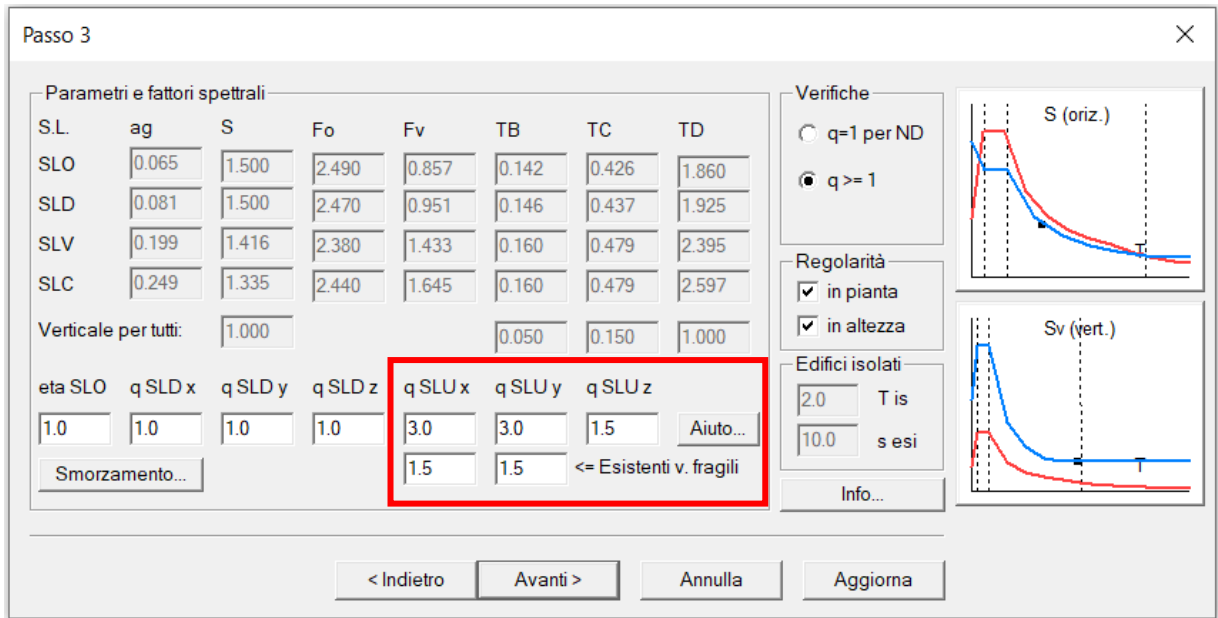 Passo 3
Parametri e fattori spettrali
S.L. ag S Fo Fv TB TC TD
SLO 0.065 1.500 2.490 0.857 0.142 0.426 1.860
SLD 0.081 1.500 2.470 0.951 0.146 0.437 1.925
SLV 0.199 1.416 2.380 1.433 0.160 0.479 2.395
SLC 0.249 1.335 2.440 1.645 0.160 0.479 2.597
Verticale per tutti: 1.000 0.050 0.150 1.000
eta SLO q SLD x q SLD y q SLD z q SLU x q SLU y q SLU z
1.0 1.0 1.0 1.0 3.0 3.0 1.5 Aiuto...
Smorzamento... 1.5 1.5 <= Esistenti v. fragili
Verifiche
q=1 per ND
q >= 1
Regolarità
in pianta
in altezza
Edifici isolati
2.0 T is
10.0 s esi
Info...
S (oriz.)
T
Sv (vert.)
T
< Indietro Avanti > Annulla Aggiorna